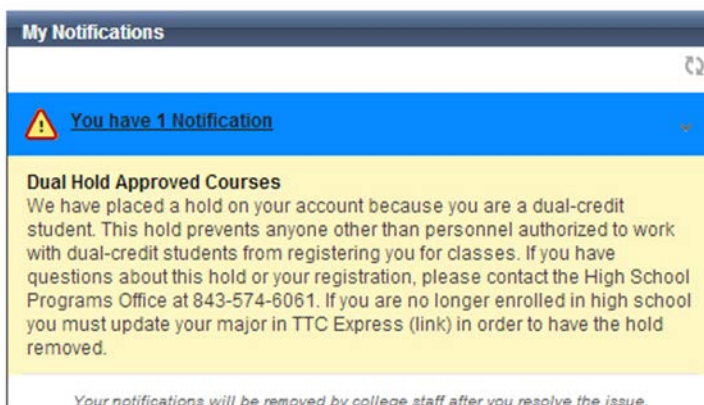 My Notifications
You have 1 Notification
Dual Hold Approved Courses
We have placed a hold on your account because you are a dual-credit
student. This hold prevents anyone other than personnel authorized to work
with dual-credit students from registering you for classes. If you have
questions about this hold or your registration, please contact the High School
Programs Office at 843-574-6061. If you are no longer enrolled in high school
you must update your major in TTC Express (link) in order to have the hold
removed.
Your notifications will be removed by college staff after you resolve the issue.